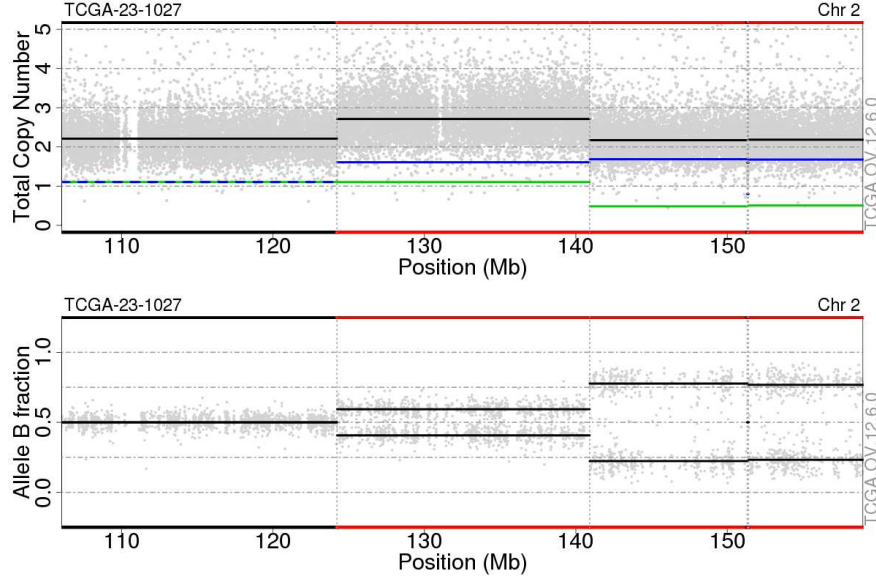 TCGA-23-1027 Chr 2
Total Copy Number
5
4
3
2
1
0
110 120 130 140 150
Position (Mb)
TCGA OV 12 6 0
TCGA-23-1027 Chr 2
Allele B fraction
1.0
0.5
0.0
110 120 130 140 150
Position (Mb)
TCGA OV 12 6 0